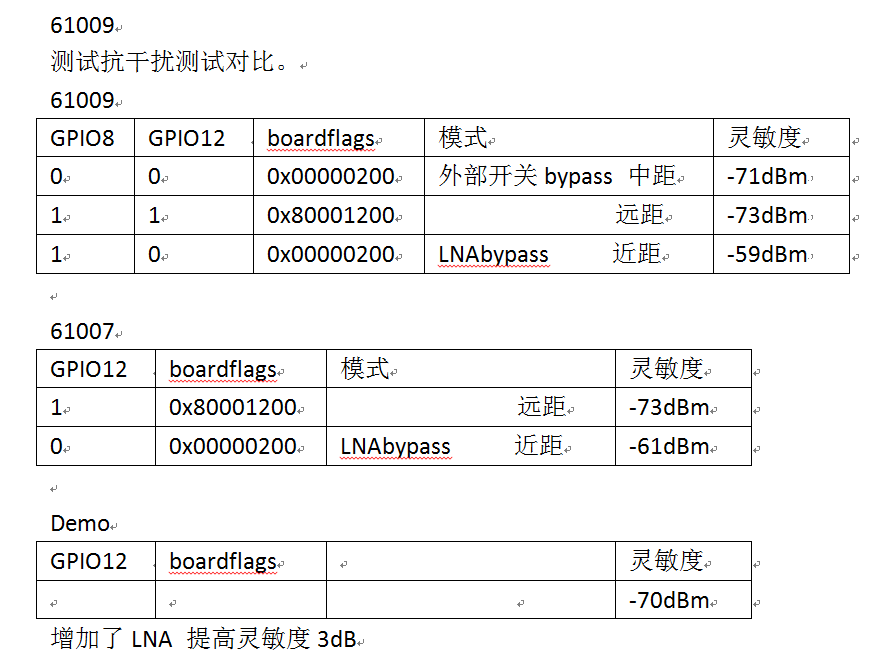 61009
测试抗干扰测试对比。
61009
GPIO8 GPIO12 boardflags 模式 灵敏度
0 0 0x00000200 外部开关 bypass 中距 -71dBm
1 1 0x80001200 远距 -73dBm
1 0 0x00000200 LNAbypass 近距 -59dBm
61007
GPIO12 boardflags 模式 灵敏度
1 0x80001200 远距 -73dBm
0 0x00000200 LNAbypass 近距 -61dBm
Demo
GPIO12 boardflags 灵敏度
-70dBm
增加了 LNA 提高灵敏度 3dB